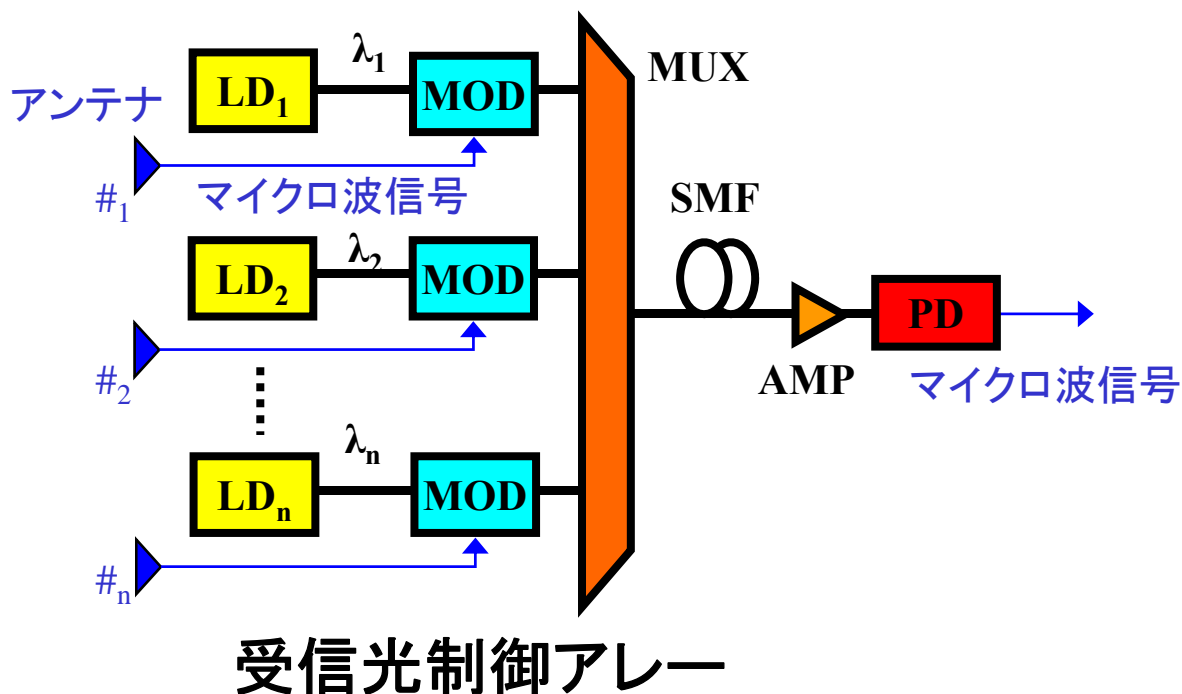 λ1
LD1
MOD
MUX
アンテナ
#1
マイクロ波信号
SMF
λ2
LD2
MOD
PD
#2
AMP
マイクロ波信号
λn
LDn
MOD
#n
受信光制御アレー